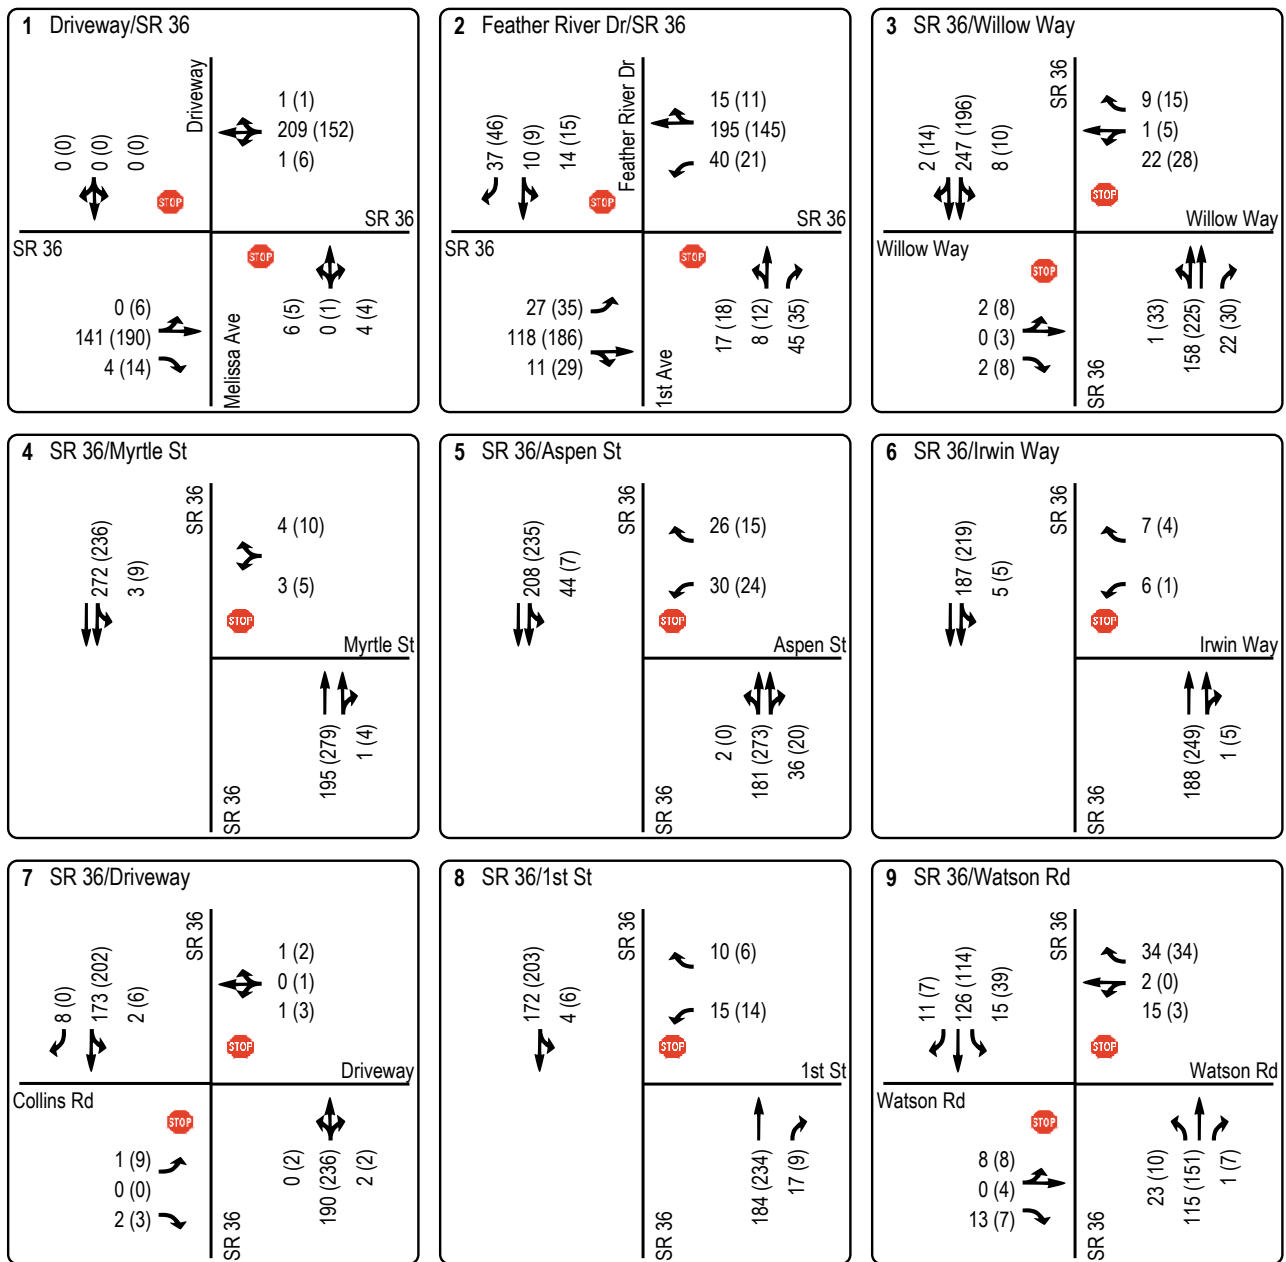 1 Driveway/SR 36
Driveway
0 (0)
0 (0)
0 (0)
1 (1)
209 (152)
1 (6)
STOP
SR 36
SR 36
STOP
0 (6)
141 (190)
4 (14)
Melissa Ave
6 (5)
0 (1)
4 (4)
2 Feather River Dr/SR 36
Feather River Dr
37 (46)
10 (9)
14 (15)
15 (11)
195 (145)
40 (21)
STOP
SR 36
SR 36
STOP
27 (35)
118 (186)
11 (29)
1st Ave
17 (18)
8 (12)
45 (35)
3 SR 36/Willow Way
SR 36
2 (14)
247 (196)
8 (10)
9 (15)
1 (5)
22 (28)
STOP
Willow Way
Willow Way
STOP
2 (8)
0 (3)
2 (8)
SR 36
1 (33)
158 (225)
22 (30)
4 SR 36/Myrtle St
SR 36
272 (236)
3 (9)
4 (10)
3 (5)
STOP
Myrtle St
SR 36
195 (279)
1 (4)
5 SR 36/Aspen St
SR 36
208 (235)
44 (7)
26 (15)
30 (24)
STOP
Aspen St
SR 36
2 (0)
181 (273)
36 (20)
6 SR 36/Irwin Way
SR 36
187 (219)
5 (5)
7 (4)
6 (1)
STOP
Irwin Way
SR 36
188 (249)
1 (5)
7 SR 36/Driveway
SR 36
8 (0)
173 (202)
2 (6)
1 (2)
0 (1)
1 (3)
STOP
Driveway
Collins Rd
STOP
1 (9)
0 (0)
2 (3)
SR 36
0 (2)
190 (236)
2 (2)
8 SR 36/1st St
SR 36
172 (203)
4 (6)
10 (6)
15 (14)
STOP
1st St
SR 36
184 (234)
17 (9)
9 SR 36/Watson Rd
SR 36
11 (7)
126 (114)
15 (39)
34 (34)
2 (0)
15 (3)
STOP
Watson Rd
Watson Rd
STOP
8 (8)
0 (4)
13 (7)
SR 36
23 (10)
115 (151)
1 (7)